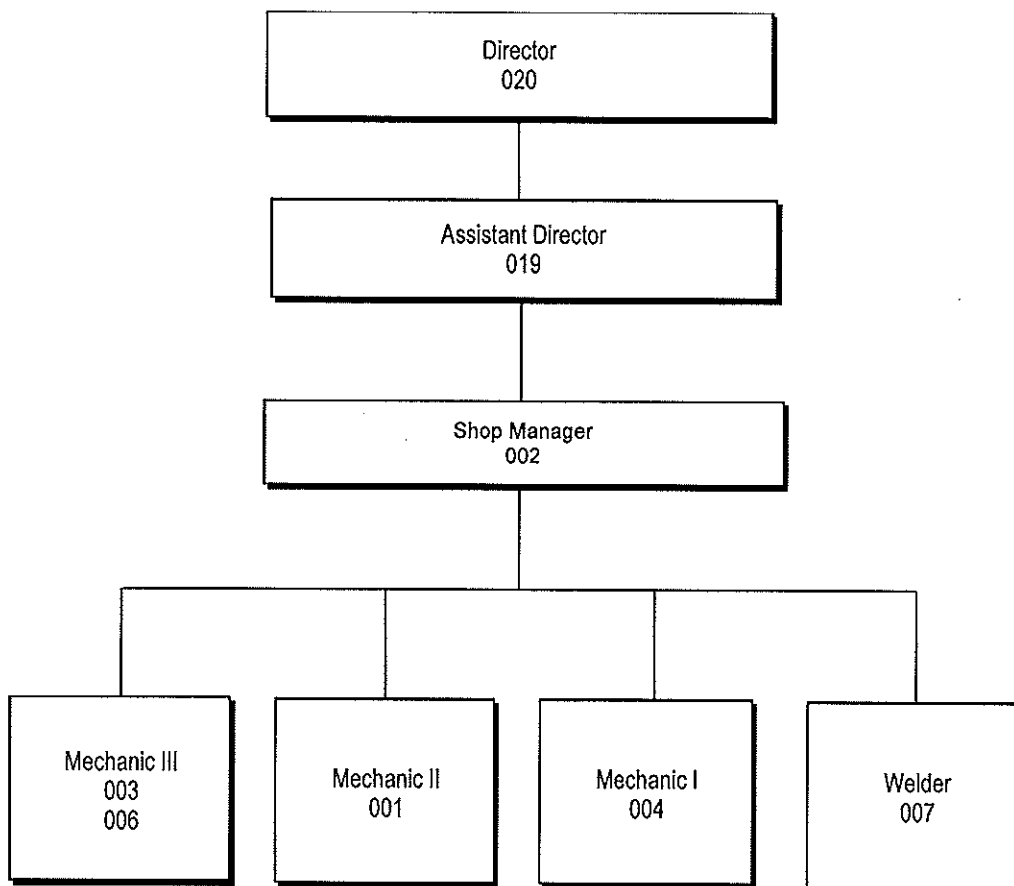 Director
020
Assistant Director
019
Shop Manager
002
Mechanic III
003
006
Mechanic II
001
Mechanic I
004
Welder
007